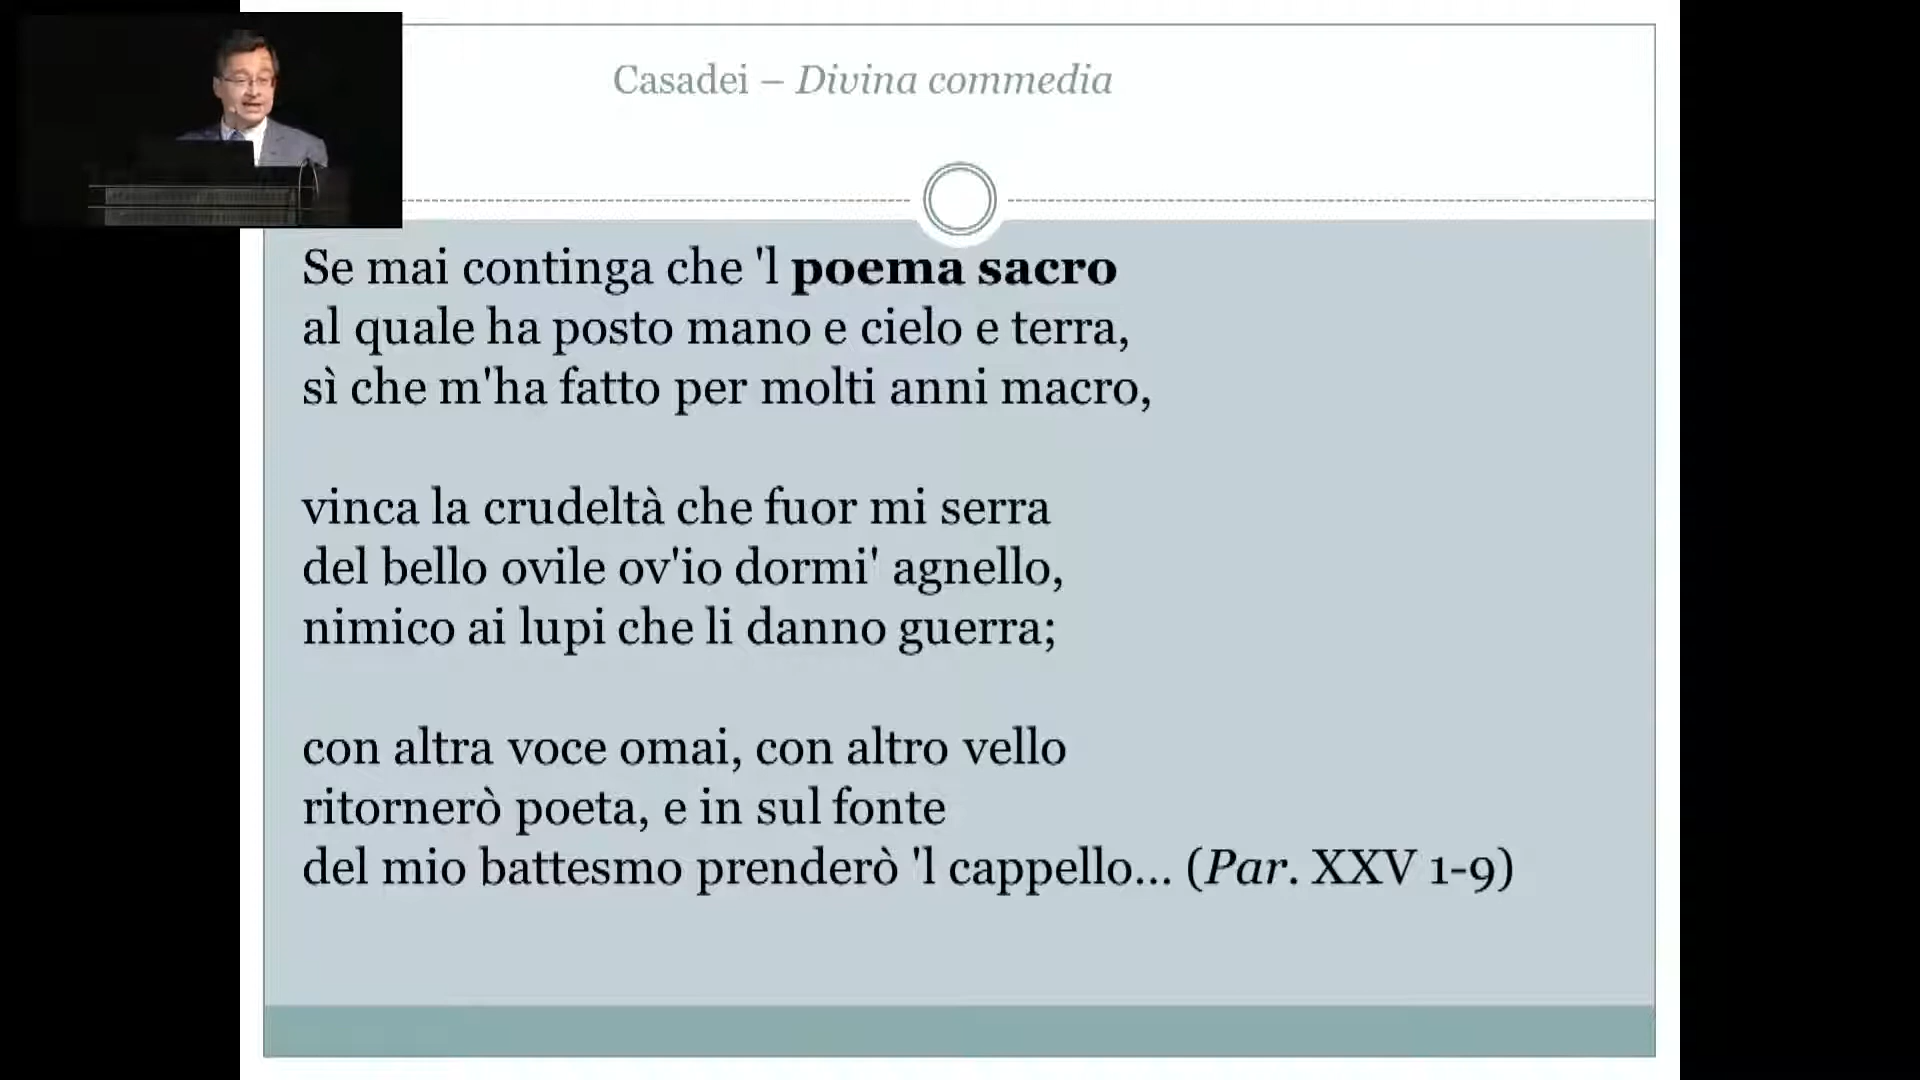 Casadei – Divina commedia
Se mai continga che 'l poema sacro
al quale ha posto mano e cielo e terra,
sì che m'ha fatto per molti anni macro,
vinca la crudeltà che fuor mi serra
del bello ovile ov'io dormi' agnello,
nimico ai lupi che li danno guerra;
con altra voce omai, con altro vello
ritornerò poeta, e in sul fonte
del mio battesmo prenderò 'l cappello... (Par. XXV 1-9)